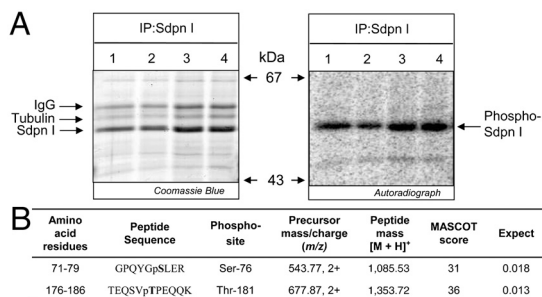 A
IP:Sdpn I
IP:Sdpn I
1 2 3 4
kDa
1 2 3 4
67
IgG
Tubulin
Sdpn I
Phospho-
Sdpn I
43
Coomassie Blue
Autoradiograph
B
Amino acid residues Peptide Sequence Phospho-site Precursor mass/charge (m/z) Peptide mass [M + H]+ MASCOT score Expect
71-79 GPQYGpSLER Ser-76 543.77, 2+ 1,085.53 31 0.018
176-186 TEQSVpTPEQQK Thr-181 677.87, 2+ 1,353.72 36 0.013